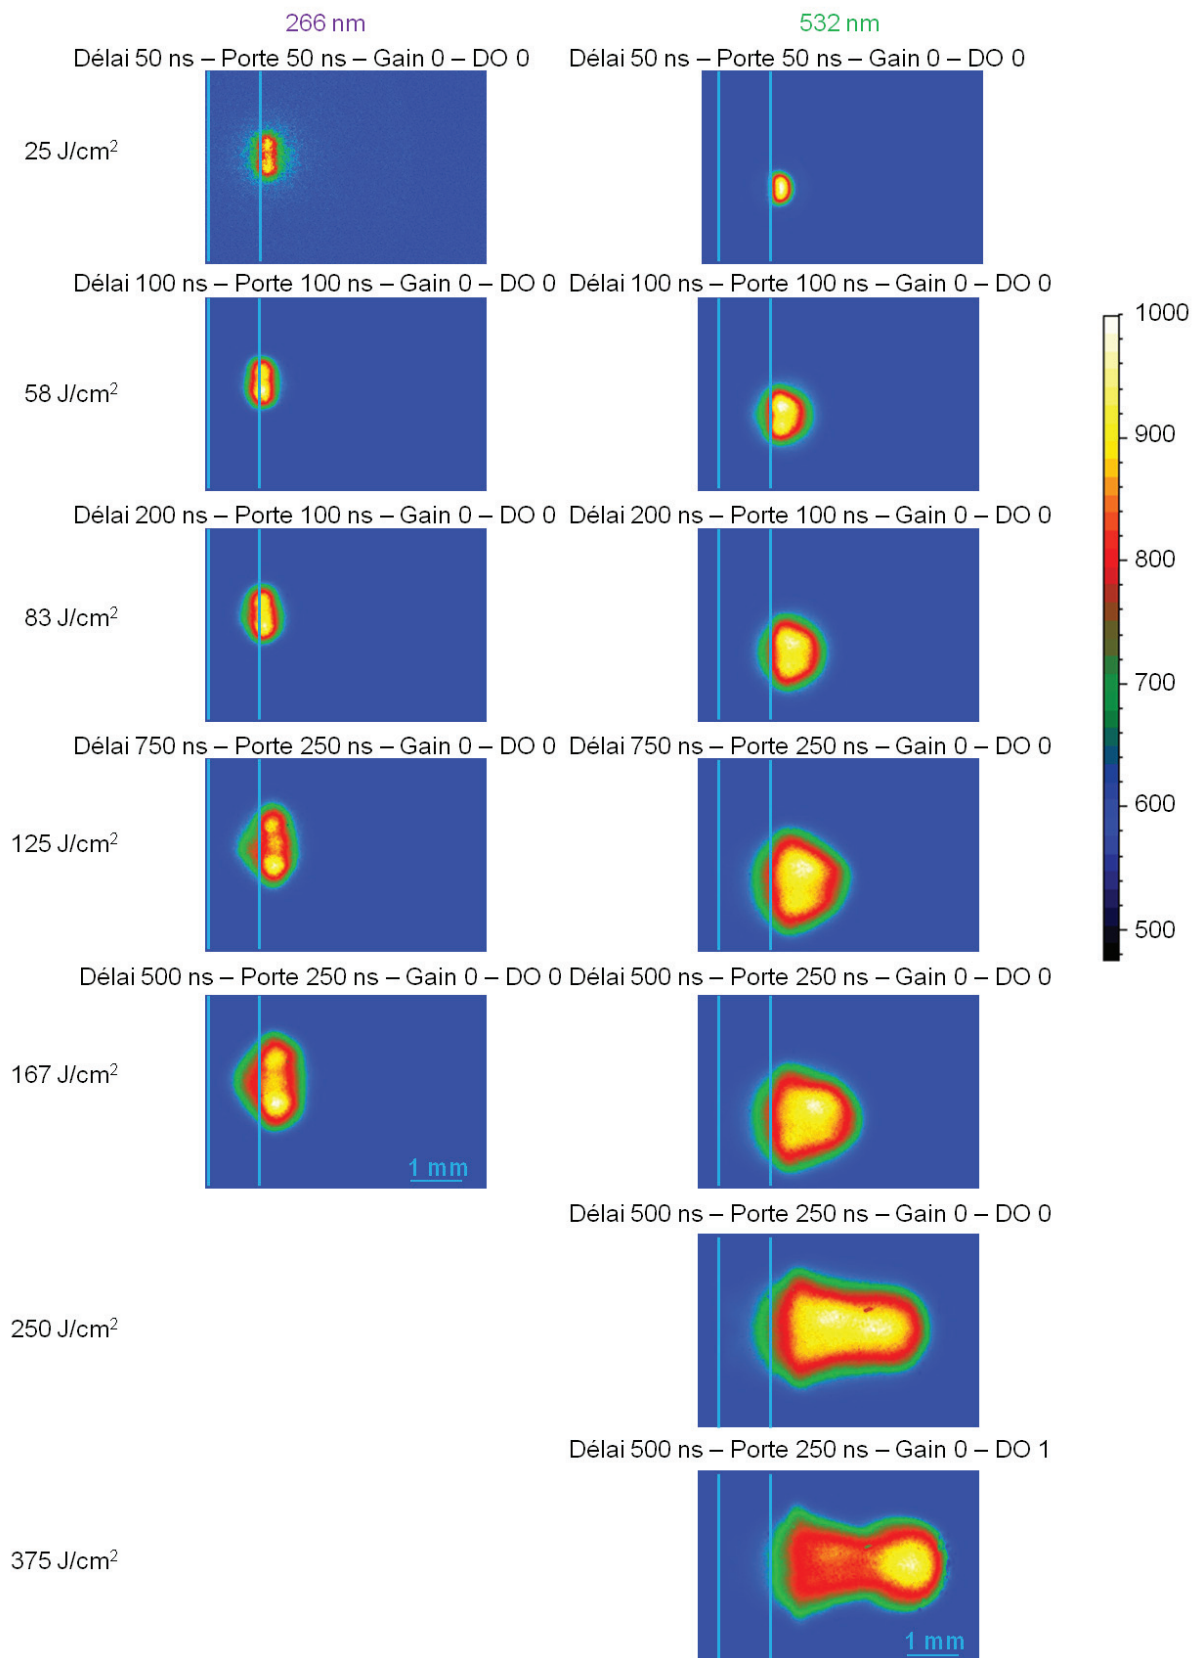 266 nm 532 nm
Délai 50 ns – Porte 50 ns – Gain 0 – DO 0 Délai 50 ns – Porte 50 ns – Gain 0 – DO 0
25 J/cm²
Délai 100 ns – Porte 100 ns – Gain 0 – DO 0 Délai 100 ns – Porte 100 ns – Gain 0 – DO 0
58 J/cm²
Délai 200 ns – Porte 100 ns – Gain 0 – DO 0 Délai 200 ns – Porte 100 ns – Gain 0 – DO 0
83 J/cm²
Délai 750 ns – Porte 250 ns – Gain 0 – DO 0 Délai 750 ns – Porte 250 ns – Gain 0 – DO 0
125 J/cm²
Délai 500 ns – Porte 250 ns – Gain 0 – DO 0 Délai 500 ns – Porte 250 ns – Gain 0 – DO 0
167 J/cm²
1 mm
Délai 500 ns – Porte 250 ns – Gain 0 – DO 0
250 J/cm²
Délai 500 ns – Porte 250 ns – Gain 0 – DO 1
375 J/cm²
1 mm
1000
900
800
700
600
500